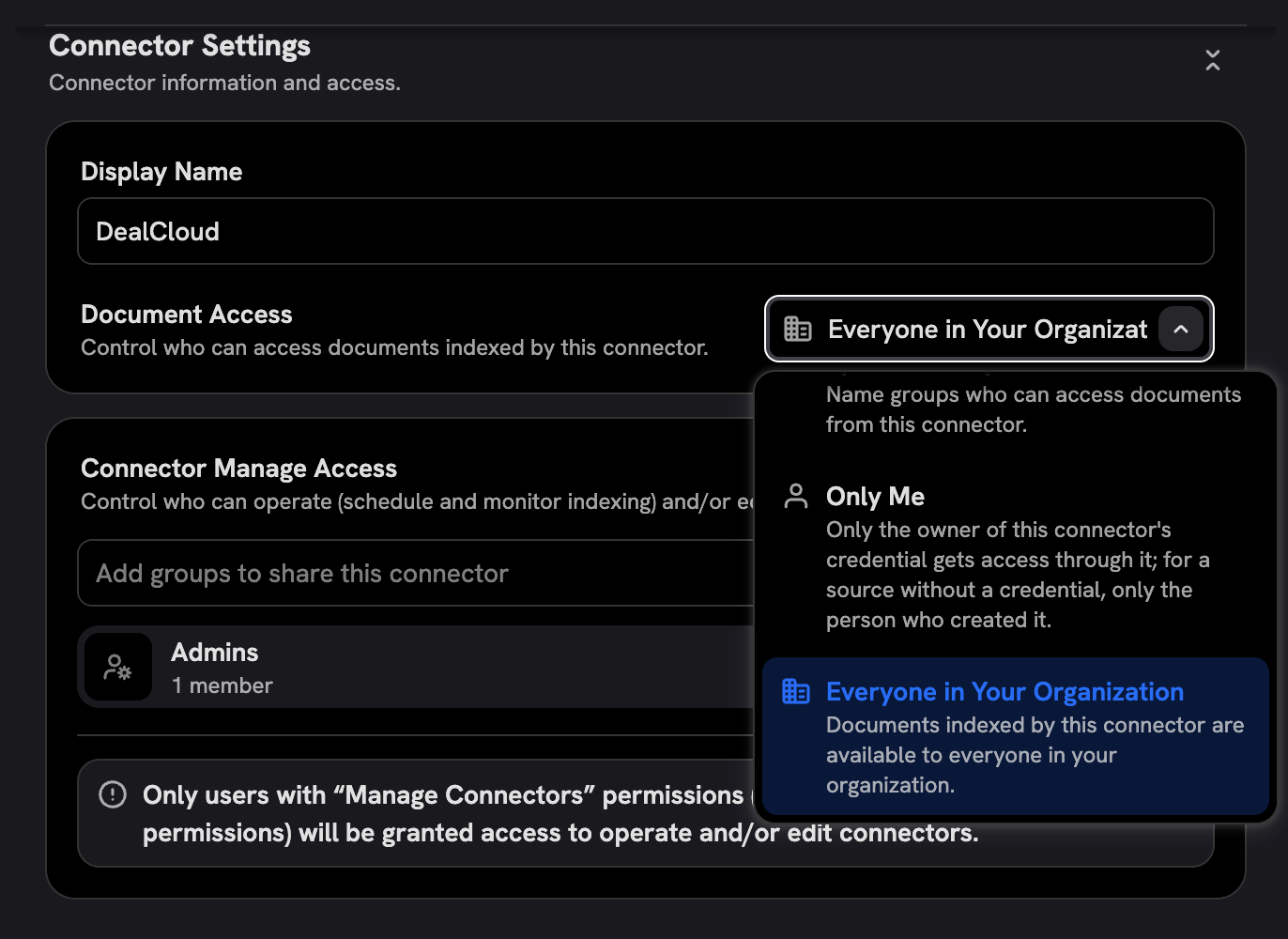 Connector Settings
Connector information and access.
Display Name
DealCloud
Document Access
Control who can access documents indexed by this connector.
Everyone in Your Organizat
Name groups who can access documents
from this connector.
Only Me
Only the owner of this connector's
credential gets access through it; for a
source without a credential, only the
person who created it.
Everyone in Your Organization
Documents indexed by this connector are
available to everyone in your
organization.
Connector Manage Access
Control who can operate (schedule and monitor indexing) and/or
Add groups to share this connector
Admins
1 member
Only users with “Manage Connectors” permissions
permissions) will be granted access to operate and/or edit connectors.